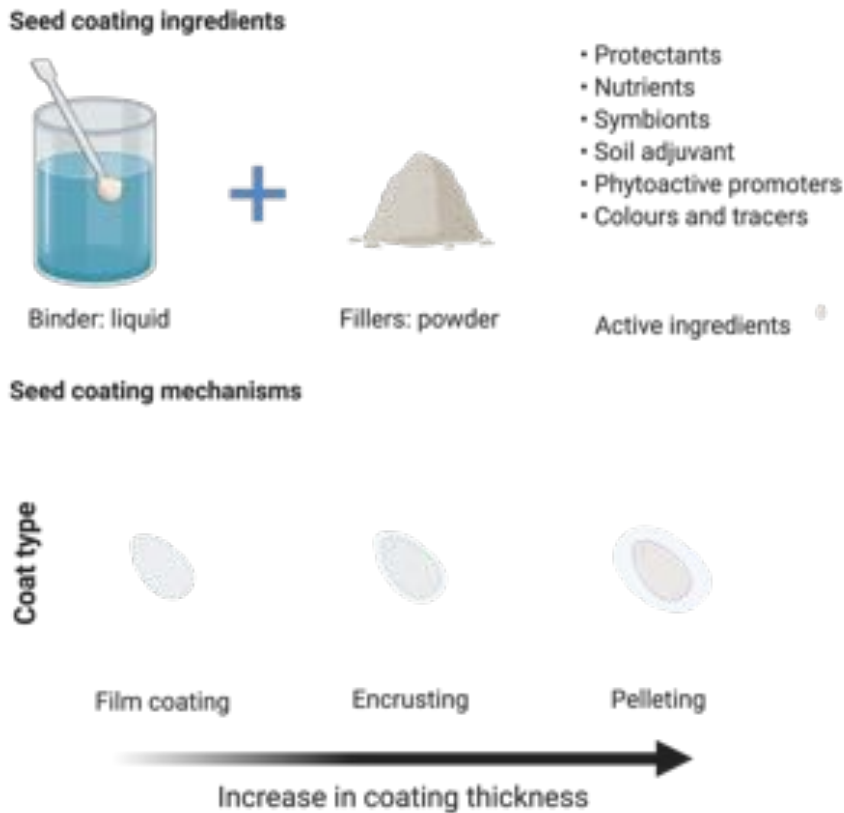 Seed coating ingredients
• Protectants
• Nutrients
• Symbionts
• Soil adjuvant
• Phytoactive promoters
• Colours and tracers
Binder: liquid
Fillers: powder
Active ingredients
Seed coating mechanisms
Coat type
Film coating
Encrusting
Pelleting
Increase in coating thickness